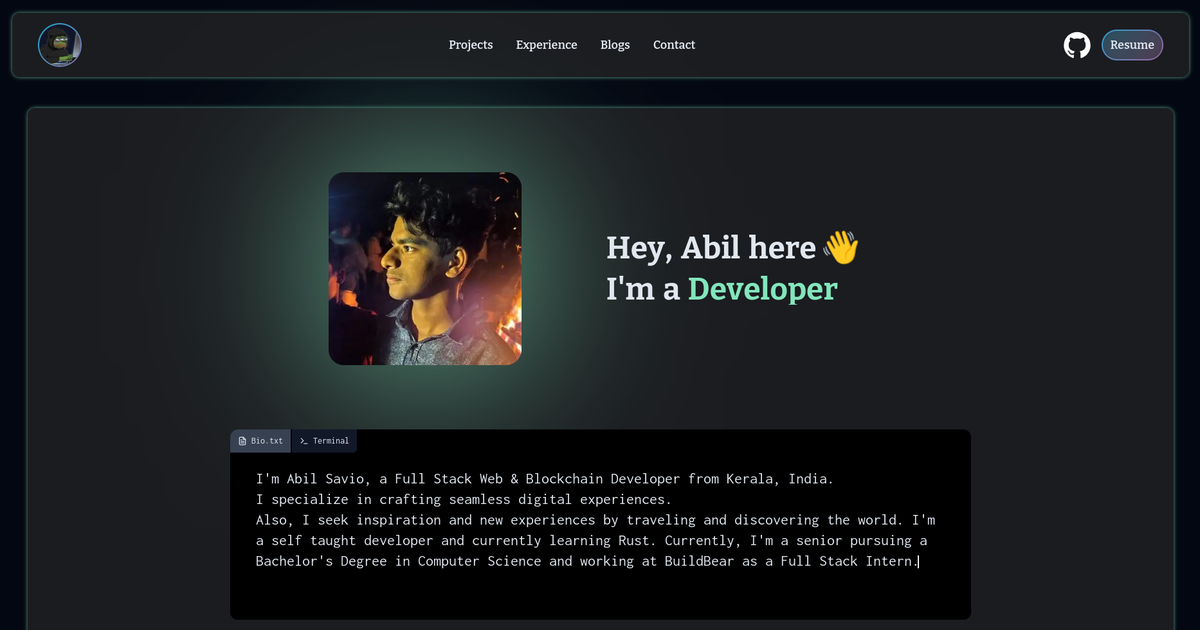 Projects Experience Blogs Contact Resume
Hey, Abil here 👋
I'm a Developer
Bio.txt Terminal
I'm Abil Savio, a Full Stack Web & Blockchain Developer from Kerala, India.
I specialize in crafting seamless digital experiences.
Also, I seek inspiration and new experiences by traveling and discovering the world. I'm
a self taught developer and currently learning Rust. Currently, I'm a senior pursuing a
Bachelor's Degree in Computer Science and working at BuildBear as a Full Stack Intern.